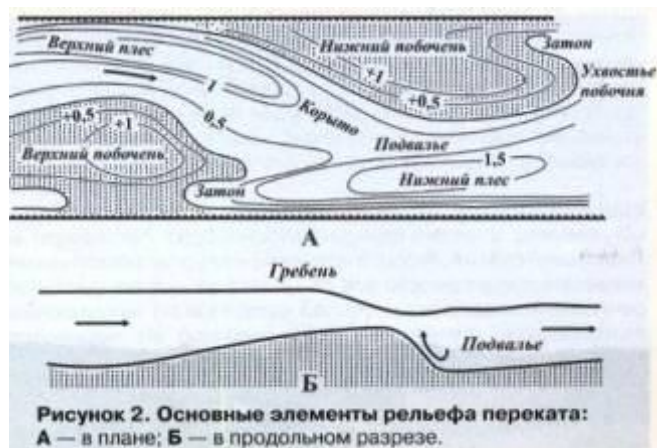 Верхний плес
Нижний побочень
Затон
Ухвостье
побочня
+1
+0,5
1
Корыто
0,5
+0,5
+1
Верхний побочень
Подвалье
1,5
Затон
Нижний плес
А
Гребень
Подвалье
Б
Рисунок 2. Основные элементы рельефа переката:
А — в плане; Б — в продольном разрезе.